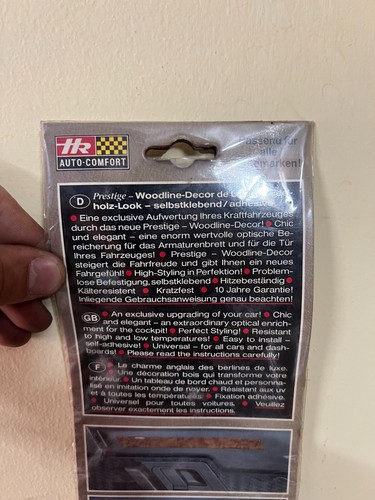 HR
AUTO-COMFORT
passend für
alle
Automarken!
D Prestige – Woodline-Decor
holz-Look – selbstklebend / adhesive
● Eine exclusive Aufwertung Ihres Kraftfahrzeuges
durch das neue Prestige – Woodline-Decor! ● Chic
und elegant – eine enorm wertvolle optische Be-
reicherung für das Armaturenbrett und für die Tür
Ihres Fahrzeuges! ● Prestige – Woodline-Decor
steigert die Fahrfreude und gibt Ihnen ein neues
Fahrgefühl! ● High-Styling in Perfektion! ● Problem-
lose Befestigung, selbstklebend ● Hitzebeständig ●
Kälteresistent ● Kratzfest ● 10 Jahre Garantie!
Inliegende Gebrauchsanweisung genau beachten!
GB ● An exclusive upgrading of your car! ● Chic
and elegant – an extraordinary optical enrich-
ment for the cockpit! ● Perfect Styling! ● Resistant
to high and low temperatures! ● Easy to install –
self-adhesive! ● Universal – for all cars and dash-
boards! ● Please read the instructions carefully!
F ● Le charme anglais des berlines de luxe.
● Une décoration bois qui transforme votre
intérieur. ● Un tableau de bord chaud et personna-
lisé en imitation onde de noyer. ● Résistant aux uv
et à toutes les températures. ● Fixation adhésive.
● Universel pour toutes voitures. ● Veuillez
observer exactement les instructions.